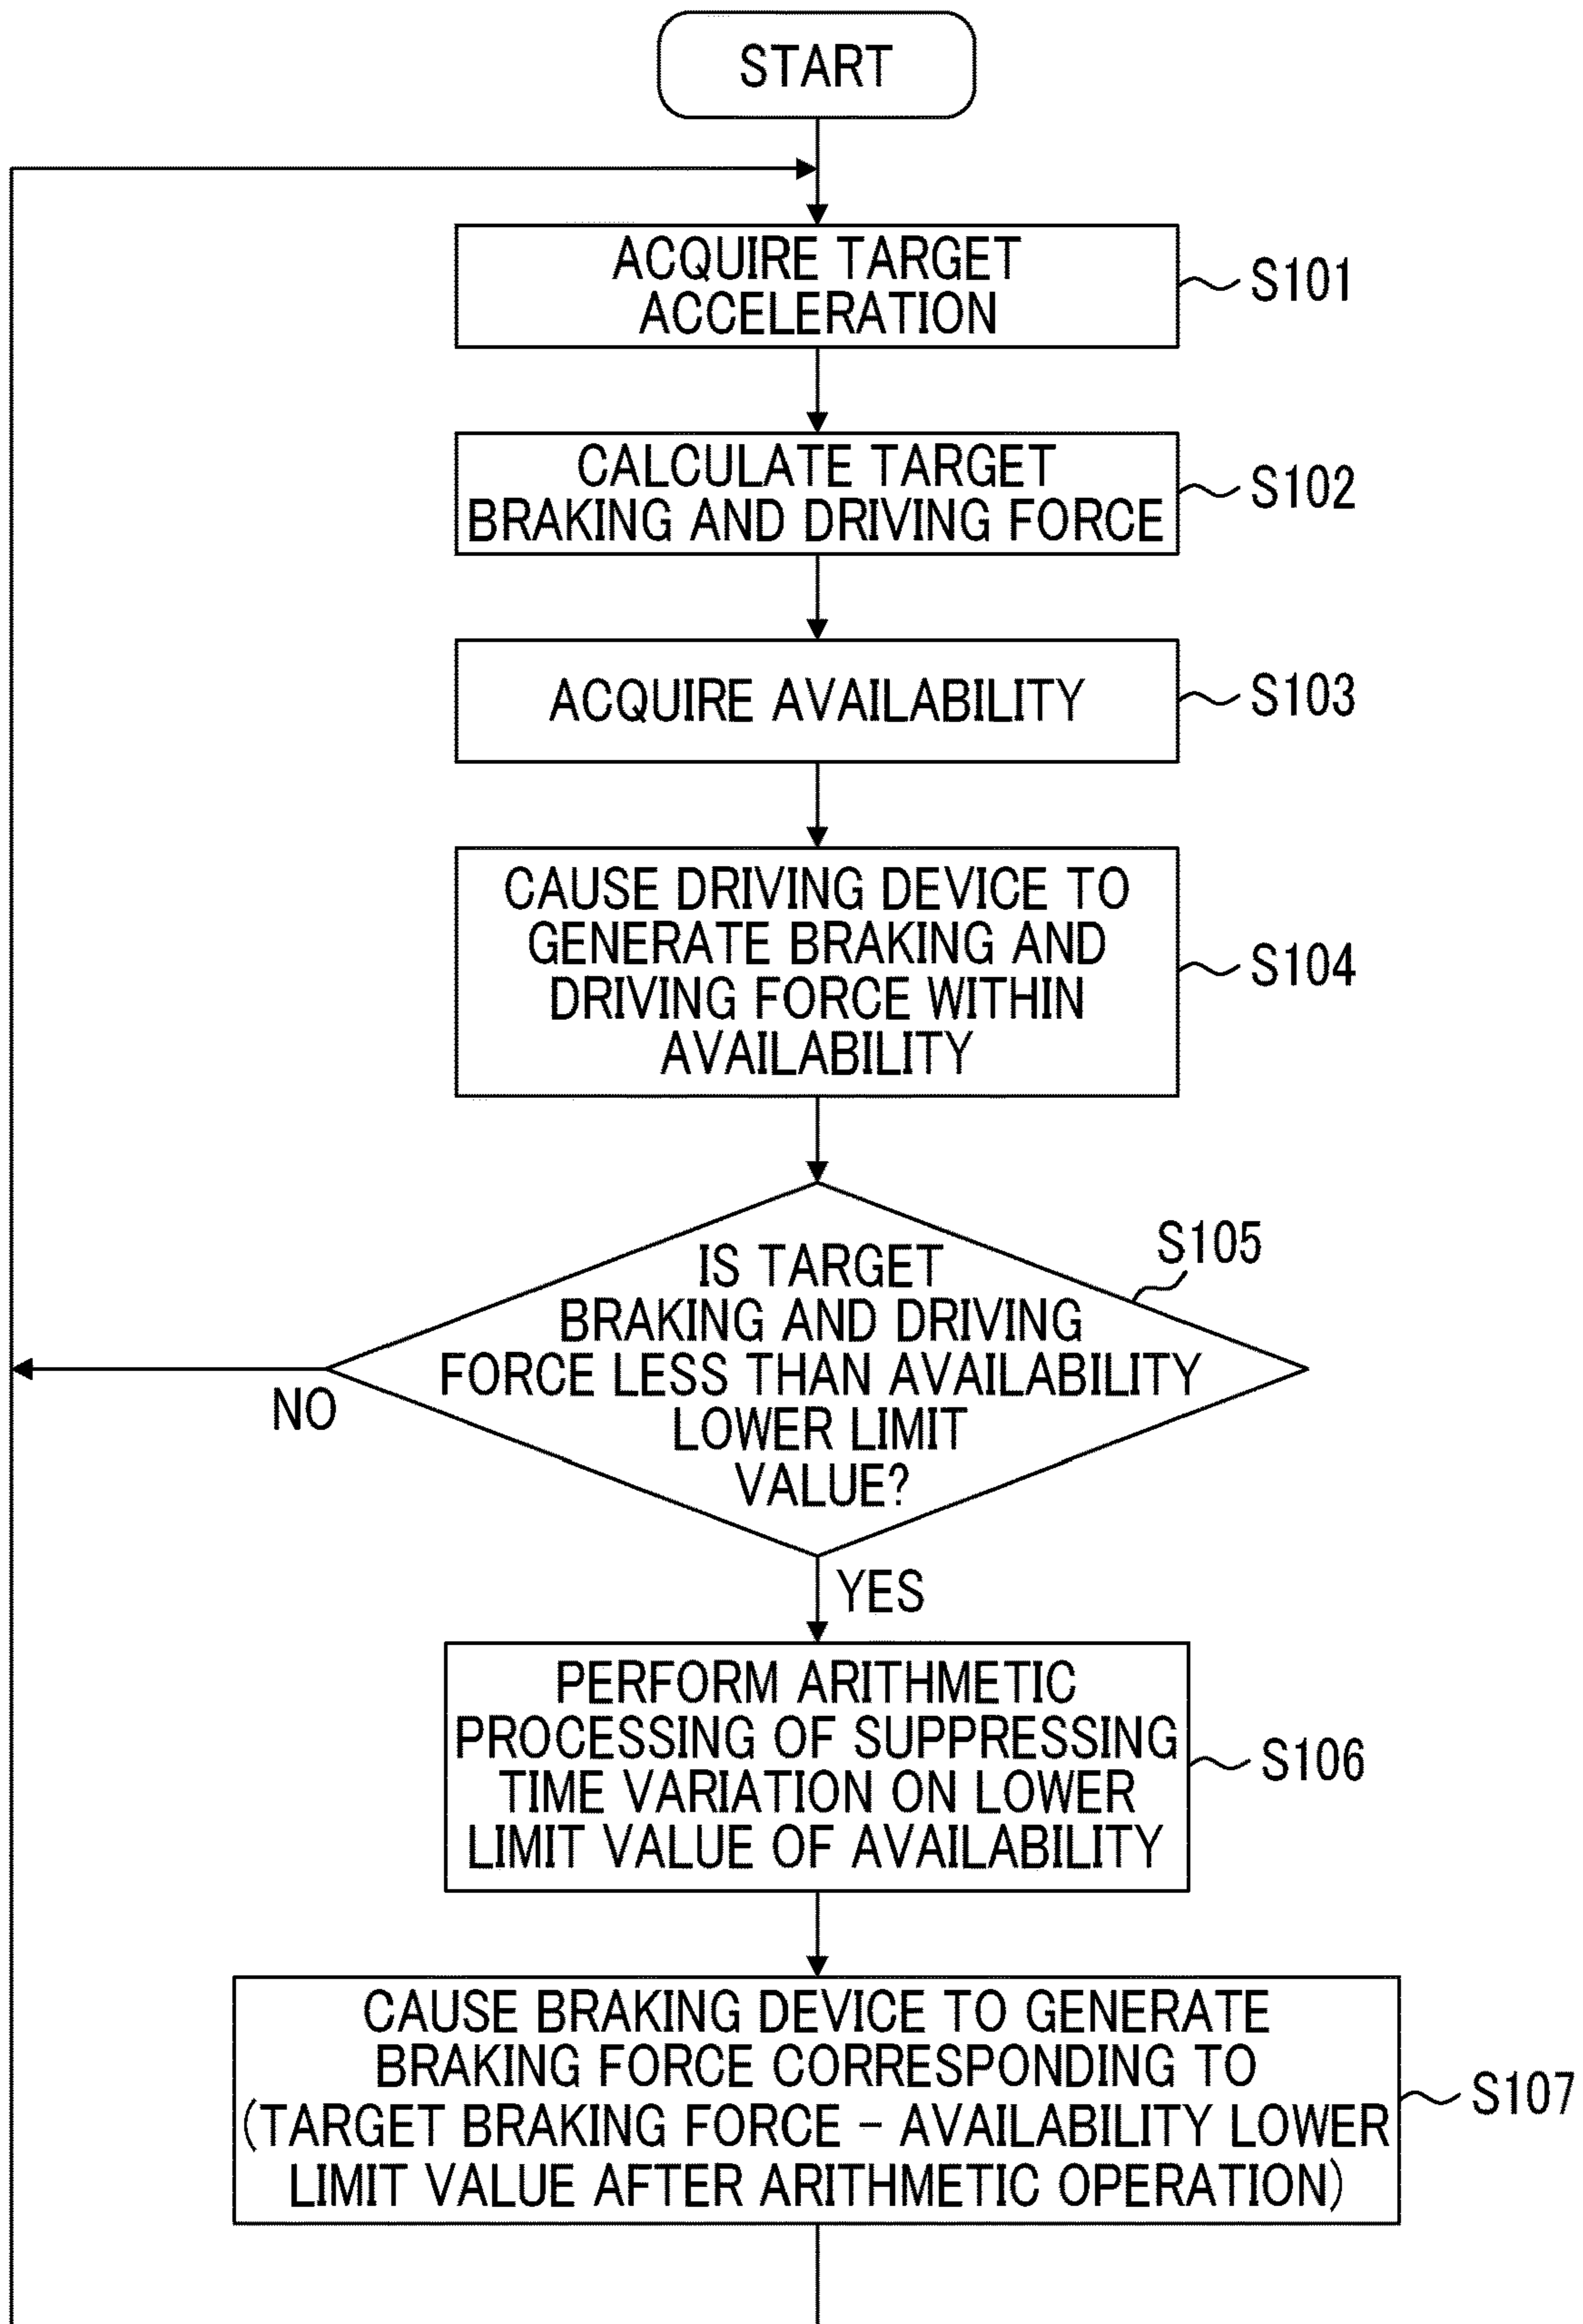 START
ACQUIRE TARGET
ACCELERATION
S101
CALCULATE TARGET
BRAKING AND DRIVING FORCE
S102
ACQUIRE AVAILABILITY
S103
CAUSE DRIVING DEVICE TO
GENERATE BRAKING AND
DRIVING FORCE WITHIN
AVAILABILITY
S104
S105
IS TARGET
BRAKING AND DRIVING
FORCE LESS THAN AVAILABILITY
LOWER LIMIT
VALUE?
NO
YES
PERFORM ARITHMETIC
PROCESSING OF SUPPRESSING
TIME VARIATION ON LOWER
LIMIT VALUE OF AVAILABILITY
S106
CAUSE BRAKING DEVICE TO GENERATE
BRAKING FORCE CORRESPONDING TO
(TARGET BRAKING FORCE – AVAILABILITY LOWER
LIMIT VALUE AFTER ARITHMETIC OPERATION)
S107